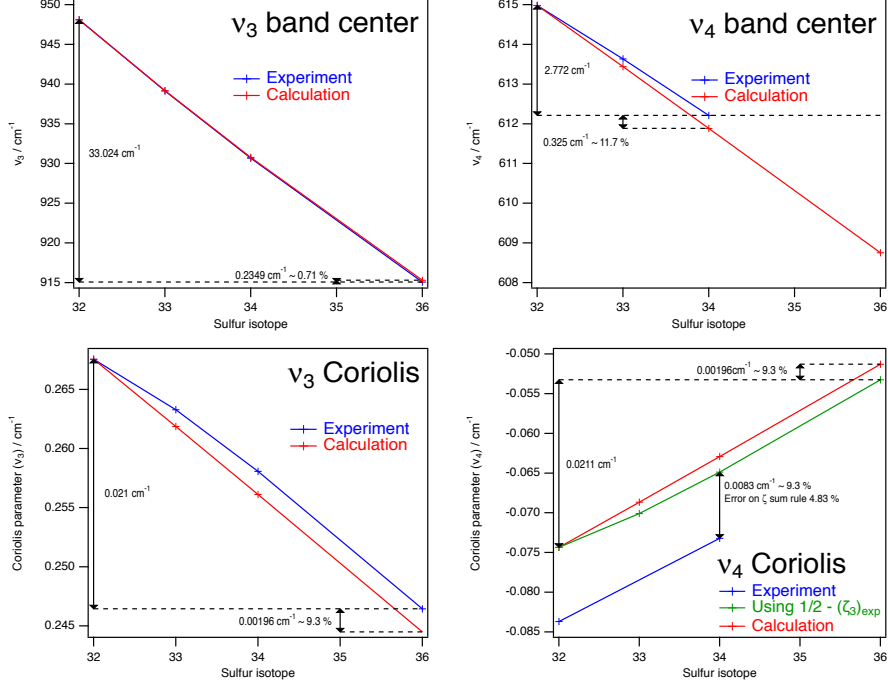 ν3 band center
950
945
940
935
930
925
920
915
ν3 / cm-1
Experiment
Calculation
33.024 cm-1
0.2349 cm-1 ~ 0.71 %
32
33
34
35
36
Sulfur isotope
ν4 band center
615
614
613
612
611
610
609
608
ν4 / cm-1
Experiment
Calculation
2.772 cm-1
0.325 cm-1 ~ 11.7 %
32
33
34
35
36
Sulfur isotope
ν3 Coriolis
0.265
0.260
0.255
0.250
0.245
Coriolis parameter (ν3) / cm-1
Experiment
Calculation
0.021 cm-1
0.00196 cm-1 ~ 9.3 %
32
33
34
35
36
Sulfur isotope
-0.050
-0.055
-0.060
-0.065
-0.070
-0.075
-0.080
-0.085
Coriolis parameter (ν4) / cm-1
0.00196cm-1 ~ 9.3 %
0.0211 cm-1
0.0083 cm-1 ~ 9.3 %
Error on ζ sum rule 4.83 %
ν4 Coriolis
Experiment
Using 1/2 - (ζ3)exp
Calculation
32
33
34
35
36
Sulfur isotope